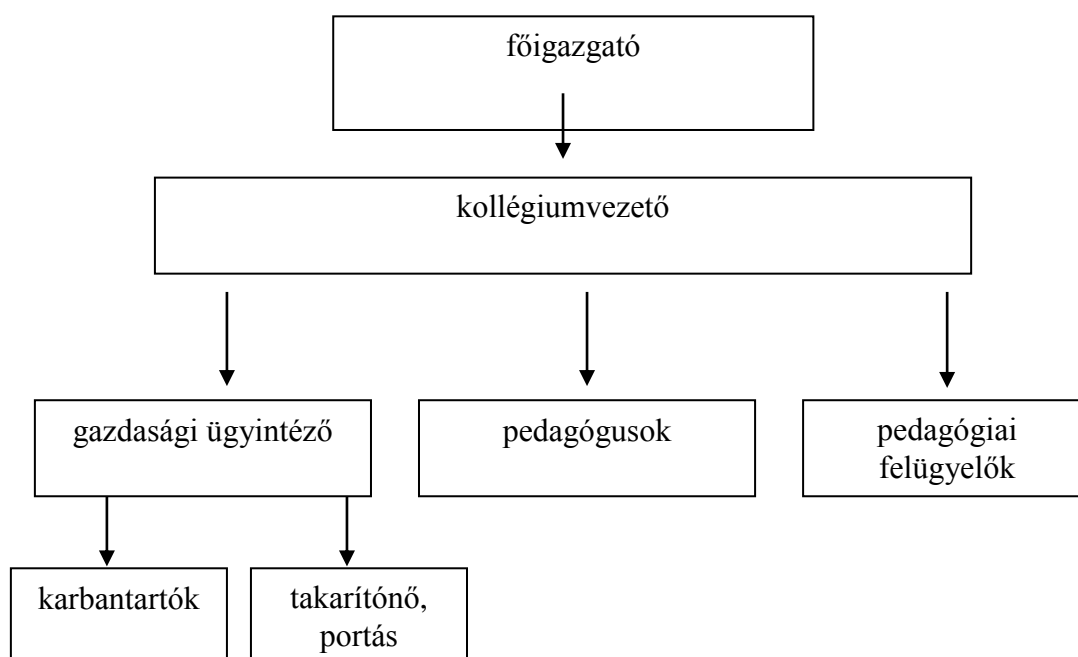 főigazgató
kollégiumvezető
gazdasági ügyintéző
pedagógusok
pedagógiai
felügyelők
karbantartók
takarítónő,
portás